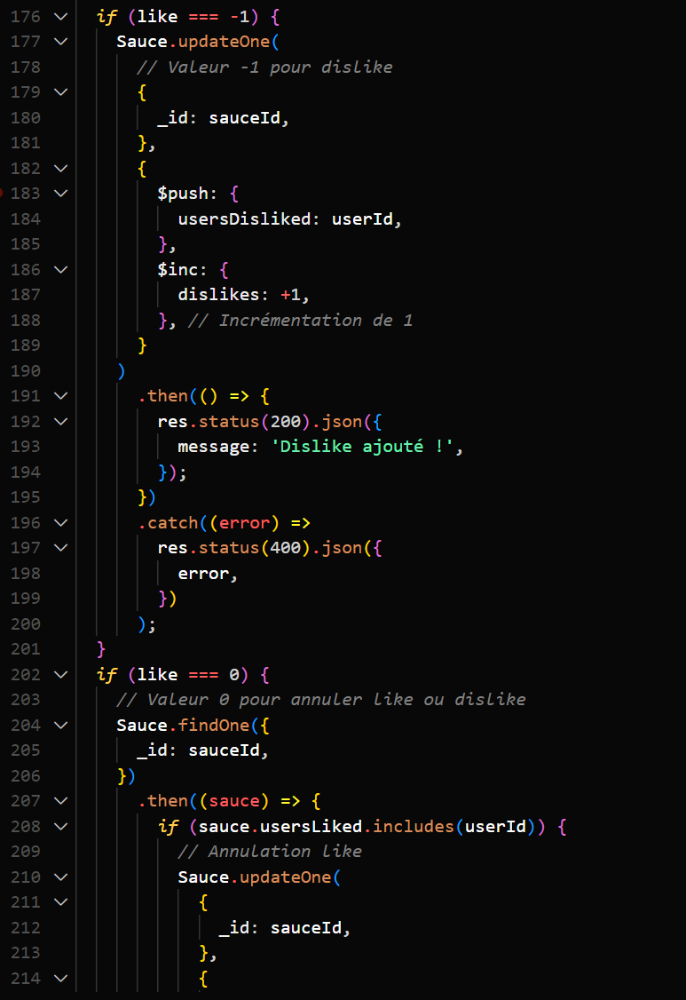 176 if (like === -1) {
177 Sauce.updateOne(
178 // Valeur -1 pour dislike
179 {
180 _id: sauceId,
181 },
182 {
183 $push: {
184 usersDisliked: userId,
185 },
186 $inc: {
187 dislikes: +1,
188 }, // Incrémentation de 1
189 }
190 )
191 .then(() => {
192 res.status(200).json({
193 message: 'Dislike ajouté !',
194 });
195 })
196 .catch((error) =>
197 res.status(400).json({
198 error,
199 })
200 );
201 }
202 if (like === 0) {
203 // Valeur 0 pour annuler like ou dislike
204 Sauce.findOne({
205 _id: sauceId,
206 })
207 .then((sauce) => {
208 if (sauce.usersLiked.includes(userId)) {
209 // Annulation like
210 Sauce.updateOne(
211 {
212 _id: sauceId,
213 },
214 {